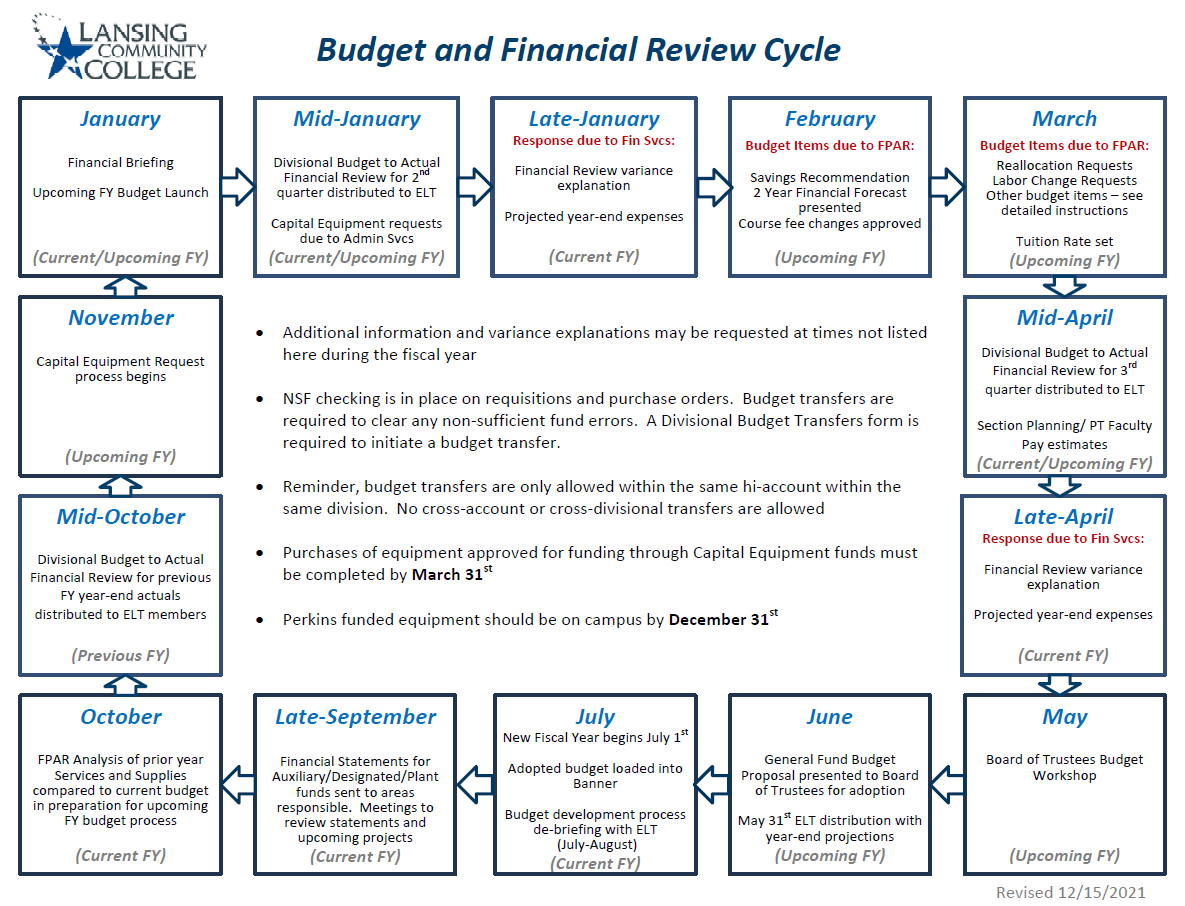 LANSING
COMMUNITY
COLLEGE
Budget and Financial Review Cycle
January
Financial Briefing
Upcoming FY Budget Launch
(Current/Upcoming FY)
Mid-January
Divisional Budget to Actual
Financial Review for 2nd
quarter distributed to ELT
Capital Equipment requests
due to Admin Svcs
(Current/Upcoming FY)
Late-January
Response due to Fin Svcs:
Financial Review variance
explanation
Projected year-end expenses
(Current FY)
February
Budget Items due to FPAR:
Savings Recommendation
2 Year Financial Forecast
presented
Course fee changes approved
(Upcoming FY)
March
Budget Items due to FPAR:
Reallocation Requests
Labor Change Requests
Other budget items – see
detailed instructions
Tuition Rate set
(Upcoming FY)
Mid-April
Divisional Budget to Actual
Financial Review for 3rd
quarter distributed to ELT
Section Planning/ PT Faculty
Pay estimates
(Current/Upcoming FY)
Late-April
Response due to Fin Svcs:
Financial Review variance
explanation
Projected year-end expenses
(Current FY)
May
Board of Trustees Budget
Workshop
(Upcoming FY)
June
General Fund Budget
Proposal presented to Board
of Trustees for adoption
May 31st ELT distribution with
year-end projections
(Upcoming FY)
July
New Fiscal Year begins July 1st
Adopted budget loaded into
Banner
Budget development process
de-briefing with ELT
(July-August)
(Current FY)
Late-September
Financial Statements for
Auxiliary/Designated/Plant
funds sent to areas
responsible. Meetings to
review statements and
upcoming projects
(Current FY)
October
FPAR Analysis of prior year
Services and Supplies
compared to current budget
in preparation for upcoming
FY budget process
(Current FY)
Mid-October
Divisional Budget to Actual
Financial Review for previous
FY year-end actuals
distributed to ELT members
(Previous FY)
November
Capital Equipment Request
process begins
(Upcoming FY)
• Additional information and variance explanations may be requested at times not listed
here during the fiscal year
• NSF checking is in place on requisitions and purchase orders. Budget transfers are
required to clear any non-sufficient fund errors. A Divisional Budget Transfers form is
required to initiate a budget transfer.
• Reminder, budget transfers are only allowed within the same hi-account within the
same division. No cross-account or cross-divisional transfers are allowed
• Purchases of equipment approved for funding through Capital Equipment funds must
be completed by March 31st
• Perkins funded equipment should be on campus by December 31st
Revised 12/15/2021